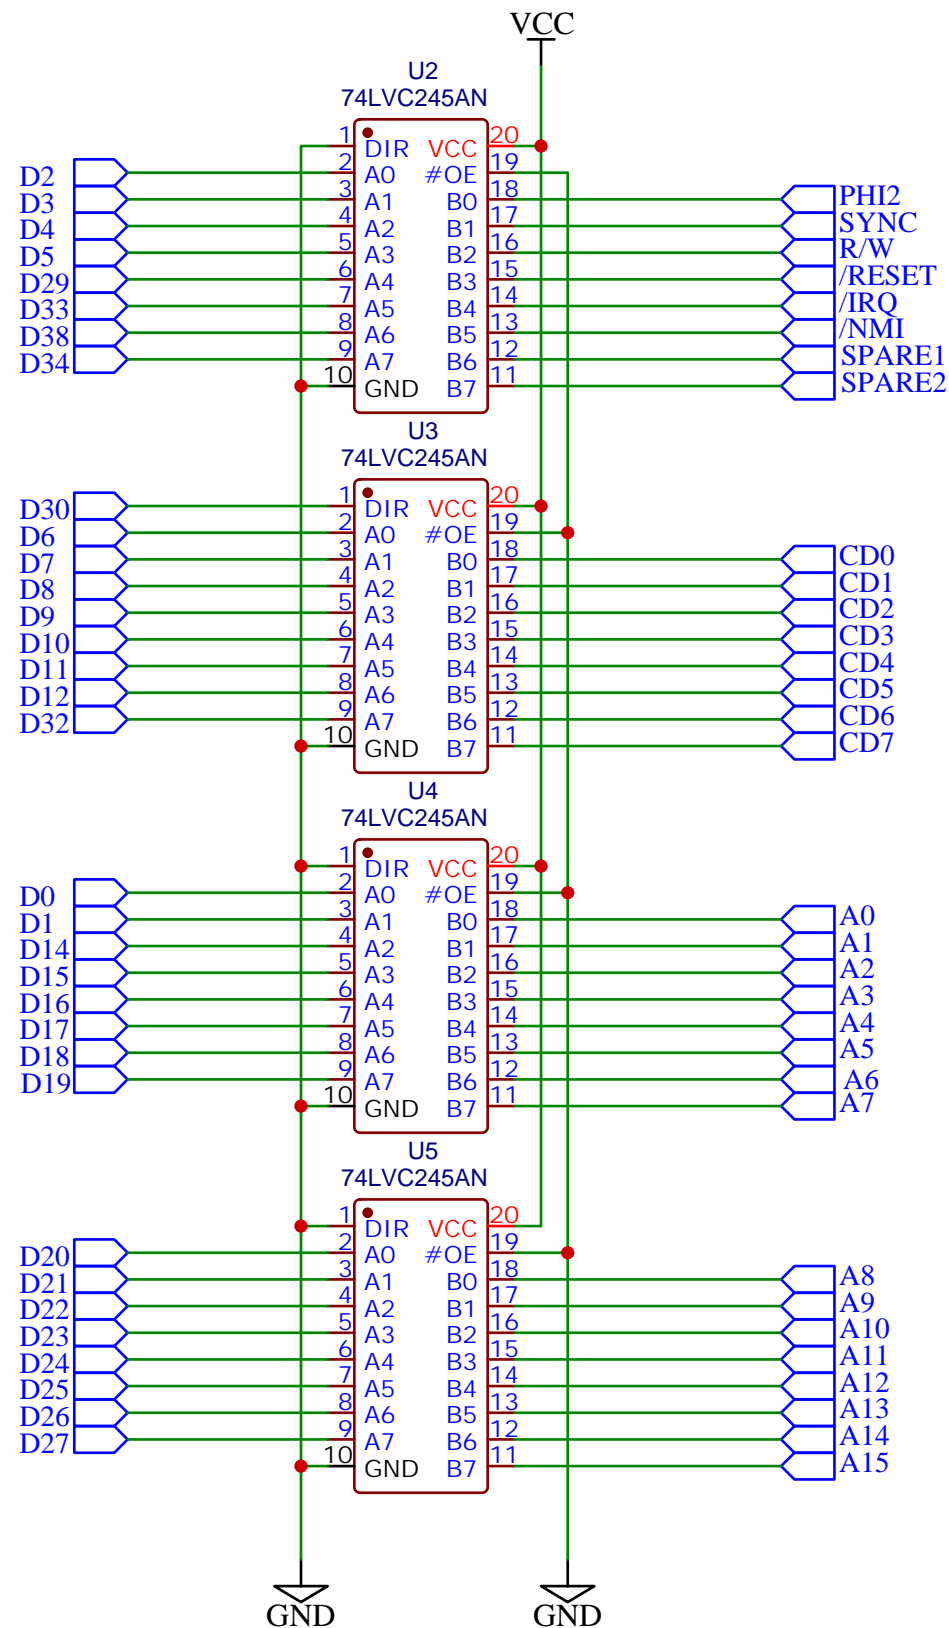 VCC
U2
74LVC245AN
1 DIR VCC 20
D2 2 A0 #OE 19
D3 3 A1 B0 18 PHI2
D4 4 A2 B1 17 SYNC
D5 5 A3 B2 16 R/W
D29 6 A4 B3 15 /RESET
D33 7 A5 B4 14 /IRQ
D38 8 A6 B5 13 /NMI
D34 9 A7 B6 12 SPARE1
10 GND B7 11 SPARE2
U3
74LVC245AN
D30 1 DIR VCC 20
D6 2 A0 #OE 19
D7 3 A1 B0 18 CD0
D8 4 A2 B1 17 CD1
D9 5 A3 B2 16 CD2
D10 6 A4 B3 15 CD3
D11 7 A5 B4 14 CD4
D12 8 A6 B5 13 CD5
D32 9 A7 B6 12 CD6
10 GND B7 11 CD7
U4
74LVC245AN
1 DIR VCC 20
D0 2 A0 #OE 19
D1 3 A1 B0 18 A0
D14 4 A2 B1 17 A1
D15 5 A3 B2 16 A2
D16 6 A4 B3 15 A3
D17 7 A5 B4 14 A4
D18 8 A6 B5 13 A5
D19 9 A7 B6 12 A6
10 GND B7 11 A7
U5
74LVC245AN
1 DIR VCC 20
D20 2 A0 #OE 19
D21 3 A1 B0 18 A8
D22 4 A2 B1 17 A9
D23 5 A3 B2 16 A10
D24 6 A4 B3 15 A11
D25 7 A5 B4 14 A12
D26 8 A6 B5 13 A13
D27 9 A7 B6 12 A14
10 GND B7 11 A15
GND GND